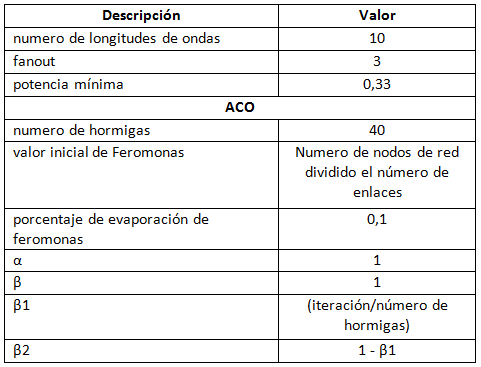 Descripción Valor
numero de longitudes de ondas 10
fanout 3
potencia mínima 0,33
ACO
numero de hormigas 40
valor inicial de Feromonas Numero de nodos de red
dividido el número de
enlaces
porcentaje de evaporación de 0,1
feromonas
α 1
β 1
β1 (iteración/número de
hormigas)
β2 1 - β1